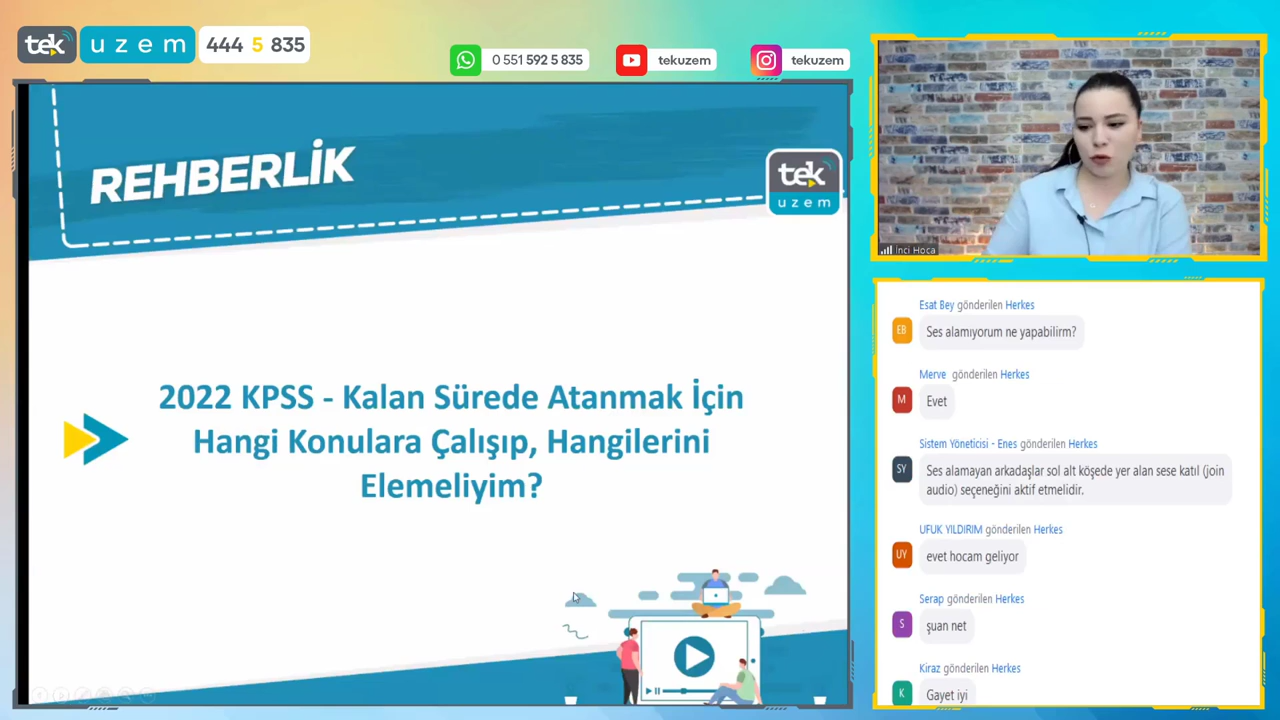 tek
uzem
444 5 835
0 551 592 5 835
tekuzem
tekuzem
REHBERLİK
tek
uzem
2022 KPSS - Kalan Sürede Atanmak İçin
Hangi Konulara Çalışıp, Hangilerini
Elemeliyim?
İnci Hoca
Esat Bey gönderilen Herkes
EB
Ses alamıyorum ne yapabilirm?
Merve gönderilen Herkes
M
Evet
Sistem Yöneticisi - Enes gönderilen Herkes
SY
Ses alamayan arkadaşlar sol alt köşede yer alan sese katıl (join
audio) seçeneğini aktif etmelidir.
UFUK YILDIRIM gönderilen Herkes
UY
evet hocam geliyor
Serap gönderilen Herkes
S
şuan net
Kiraz gönderilen Herkes
K
Gayet iyi